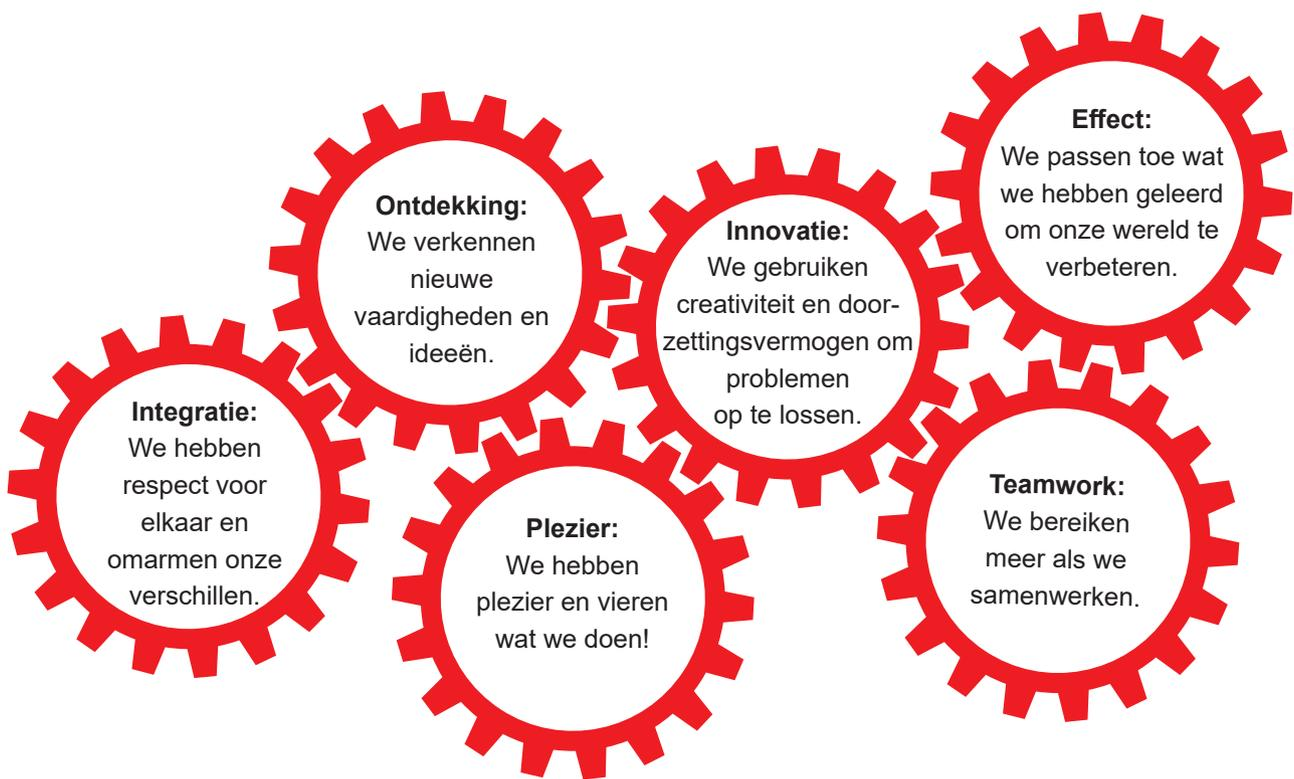 Integratie:
We hebben
respect voor
elkaar en
omarmen onze
verschillen.
Ontdekking:
We verkennen
nieuwe
vaardigheden en
ideeën.
Plezier:
We hebben
plezier en vieren
wat we doen!
Innovatie:
We gebruiken
creativiteit en door-
zettingsvermogen om
problemen
op te lossen.
Effect:
We passen toe wat
we hebben geleerd
om onze wereld te
verbeteren.
Teamwork:
We bereiken
meer als we
samenwerken.